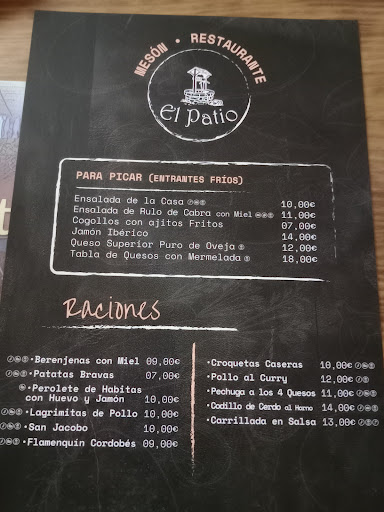 MESÓN • RESTAURANTE
El Patio
PARA PICAR (ENTRANTES FRÍOS)
Ensalada de la Casa 10,00€
Ensalada de Rulo de Cabra con Miel 11,00€
Cogollos con ajitos Fritos 07,00€
Jamón Ibérico 14,00€
Queso Superior Puro de Oveja 12,00€
Tabla de Quesos con Mermelada 18,00€
Raciones
•Berenjenas con Miel 09,00€
•Patatas Bravas 07,00€
•Perolete de Habitas
con Huevo y Jamón 10,00€
•Lagrimitas de Pollo 10,00€
•San Jacobo 10,00€
•Flamenquín Cordobés 09,00€
•Croquetas Caseras 10,00€
•Pollo al Curry 12,00€
•Pechuga a los 4 Quesos 11,00€
•Codillo de Cerdo al Horno 14,00€
•Carrillada en Salsa 13,00€